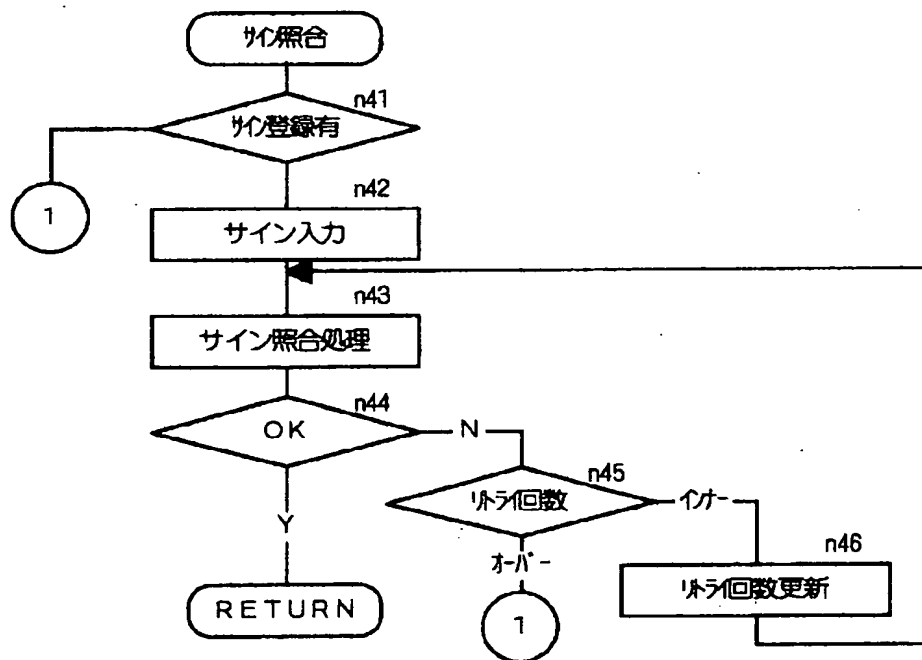 サイン照合
n41
サイン登録有
1
n42
サイン入力
n43
サイン照合処理
n44
OK
N
n45
リトライ回数
インナー
Y
オーバー
n46
リトライ回数更新
RETURN
1